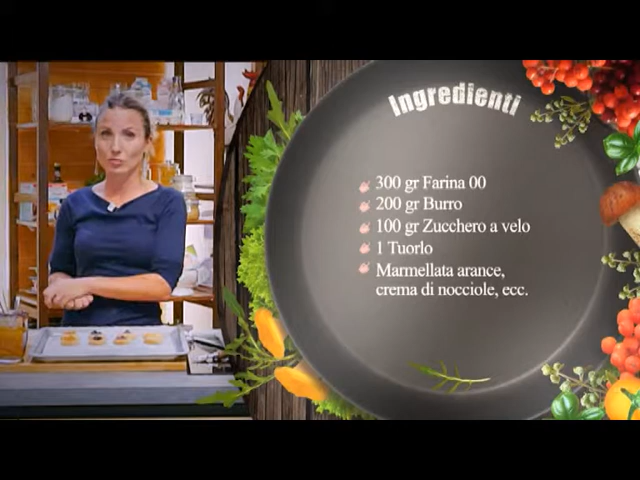 Ingredienti
300 gr Farina 00
200 gr Burro
100 gr Zucchero a velo
1 Tuorlo
Marmellata arance,
crema di nocciole, ecc.